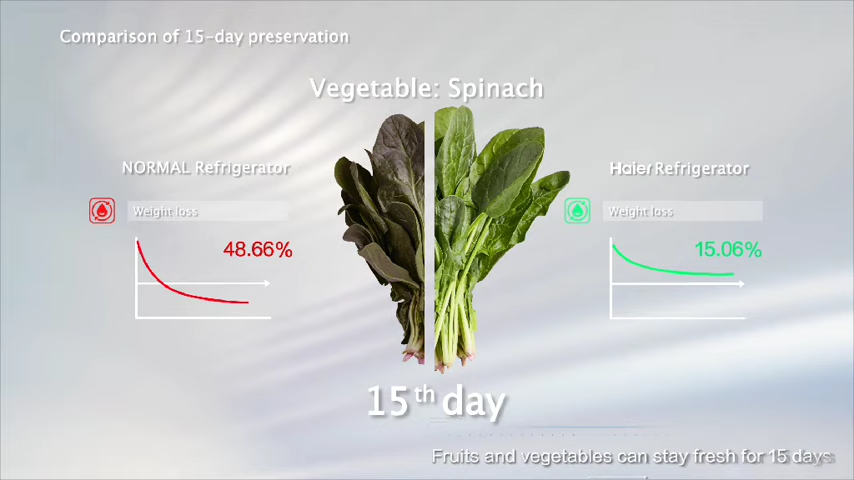 Comparison of 15-day preservation
Vegetable: Spinach
NORMAL Refrigerator
Weight loss
48.66%
Haier Refrigerator
Weight loss
15.06%
15th day
Fruits and vegetables can stay fresh for 15 days